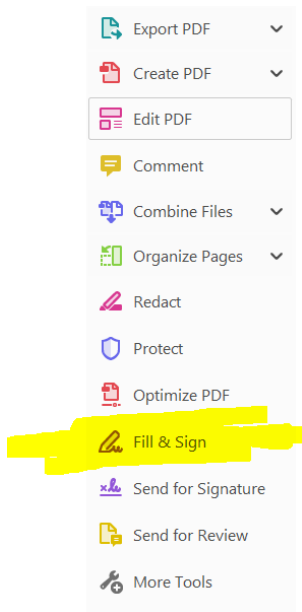 Export PDF
Create PDF
Edit PDF
Comment
Combine Files
Organize Pages
Redact
Protect
Optimize PDF
Fill & Sign
Send for Signature
Send for Review
More Tools